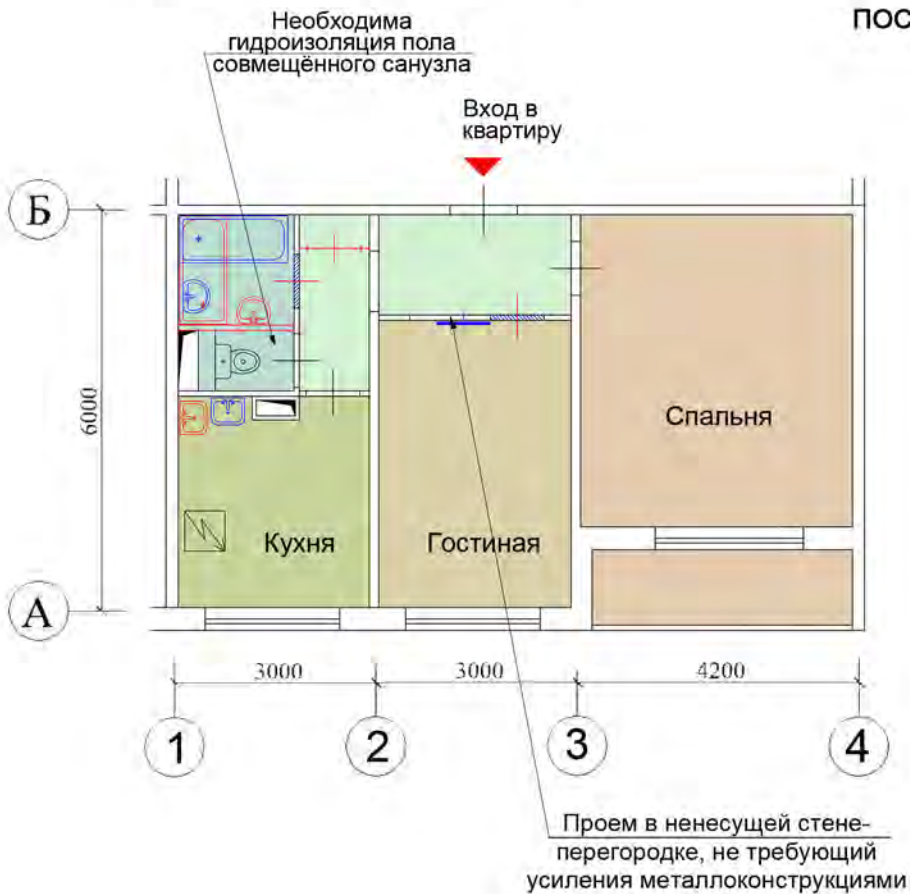 ПОС
Необходима
гидроизоляция пола
совмещённого санузла
Вход в
квартиру
Б
6000
Спальня
Кухня
Гостиная
А
3000
3000
4200
1
2
3
4
Проем в ненесущей стене-
перегородке, не требующий
усиления металлоконструкциями